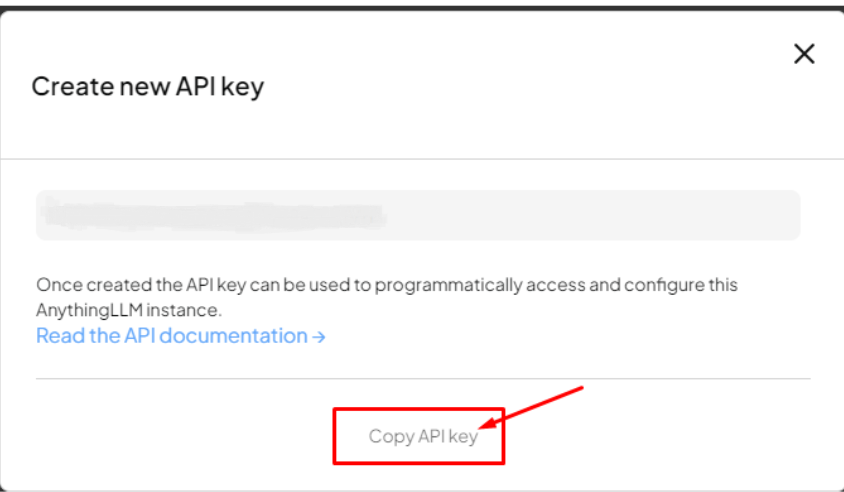 Create new API key
Once created the API key can be used to programmatically access and configure this
AnythingLLM instance.
Read the API documentation →
Copy API key